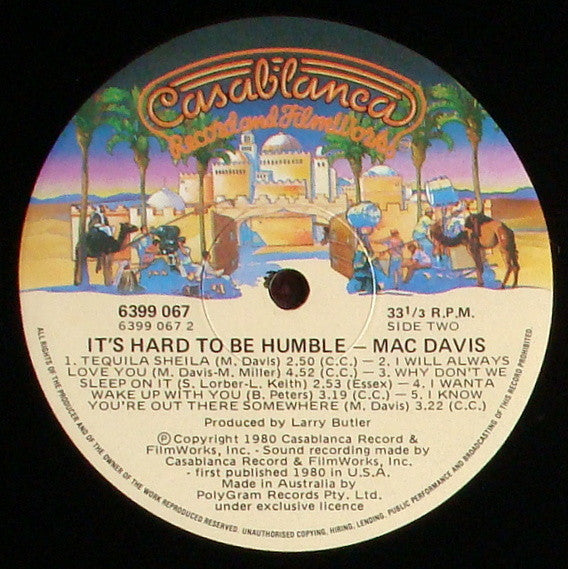 Casablanca
Record and FilmWorks
6399 067
6399 067 2
33 1/3 R.P.M.
SIDE TWO
IT'S HARD TO BE HUMBLE – MAC DAVIS
1. TEQUILA SHEILA (M. Davis) 2.50 (C.C.) – 2. I WILL ALWAYS
LOVE YOU (M. Davis-M. Miller) 4.52 (C.C.) – 3. WHY DON'T WE
SLEEP ON IT (S. Lorber-L. Keith) 2.53 (Essex) – 4. I WANTA
WAKE UP WITH YOU (B. Peters) 3.19 (C.C.) – 5. I KNOW
YOU'RE OUT THERE SOMEWHERE (M. Davis) 3.22 (C.C.)
Produced by Larry Butler
Ⓟ Copyright 1980 Casablanca Record &
FilmWorks, Inc. - Sound recording made by
Casablanca Record & FilmWorks, Inc.
- first published 1980 in U.S.A.
Made in Australia by
PolyGram Records Pty. Ltd.
under exclusive licence
ALL RIGHTS OF THE PRODUCER AND OF THE OWNER OF THE WORK REPRODUCED RESERVED. UNAUTHORISED COPYING, HIRING, LENDING, PUBLIC PERFORMANCE AND BROADCASTING OF THIS RECORD PROHIBITED.